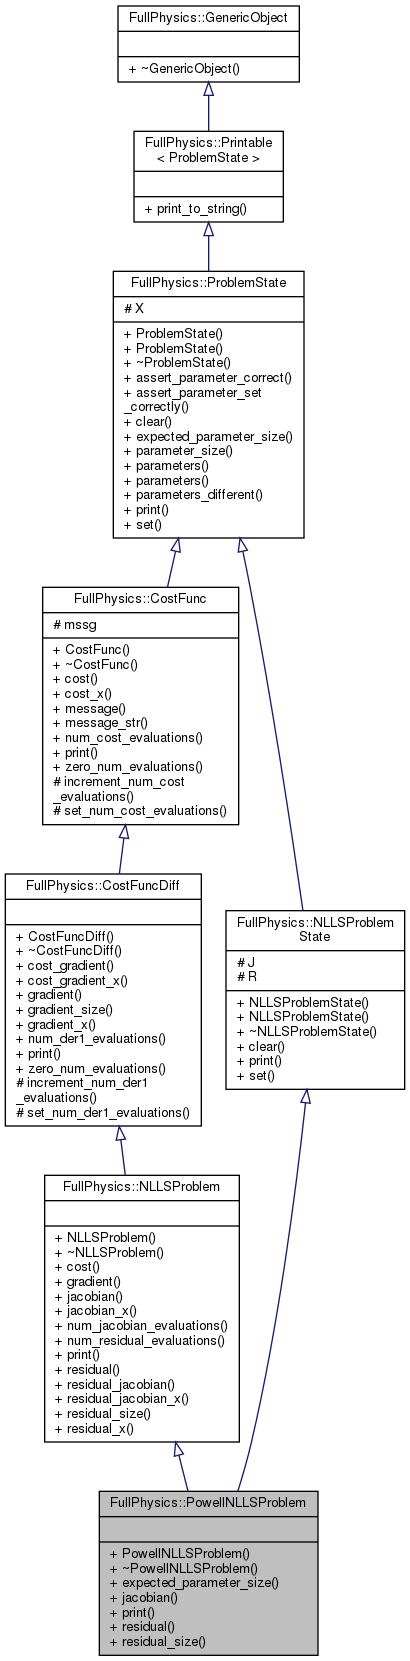 FullPhysics::GenericObject
+ ~GenericObject()
FullPhysics::Printable
< ProblemState >
+ print_to_string()
FullPhysics::ProblemState
# X
+ ProblemState()
+ ProblemState()
+ ~ProblemState()
+ assert_parameter_correct()
+ assert_parameter_set
_correctly()
+ clear()
+ expected_parameter_size()
+ parameter_size()
+ parameters()
+ parameters()
+ parameters_different()
+ print()
+ set()
FullPhysics::CostFunc
# mssg
+ CostFunc()
+ ~CostFunc()
+ cost()
+ cost_x()
+ message()
+ message_str()
+ num_cost_evaluations()
+ print()
+ zero_num_evaluations()
# increment_num_cost
_evaluations()
# set_num_cost_evaluations()
FullPhysics::CostFuncDiff
+ CostFuncDiff()
+ ~CostFuncDiff()
+ cost_gradient()
+ cost_gradient_x()
+ gradient()
+ gradient_size()
+ gradient_x()
+ num_der1_evaluations()
+ print()
+ zero_num_evaluations()
# increment_num_der1
_evaluations()
# set_num_der1_evaluations()
FullPhysics::NLLSProblem
State
# J
# R
+ NLLSProblemState()
+ NLLSProblemState()
+ ~NLLSProblemState()
+ clear()
+ print()
+ set()
FullPhysics::NLLSProblem
+ NLLSProblem()
+ ~NLLSProblem()
+ cost()
+ gradient()
+ jacobian()
+ jacobian_x()
+ num_jacobian_evaluations()
+ num_residual_evaluations()
+ print()
+ residual()
+ residual_jacobian()
+ residual_jacobian_x()
+ residual_size()
+ residual_x()
FullPhysics::PowellNLLSProblem
+ PowellNLLSProblem()
+ ~PowellNLLSProblem()
+ expected_parameter_size()
+ jacobian()
+ print()
+ residual()
+ residual_size()